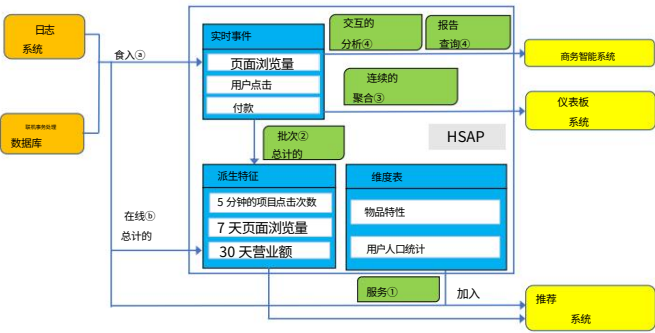 日志
系统
联机事务处理
数据库
食入ⓐ
在线ⓑ
总计的
实时事件
页面浏览量
用户点击
付款
交互的
分析④
报告
查询④
连续的
聚合③
批次②
总计的
HSAP
派生特征
5 分钟的项目点击次数
7 天页面浏览量
30 天营业额
维度表
物品特性
用户人口统计
服务①
加入
商务智能系统
仪表板
系统
推荐
系统